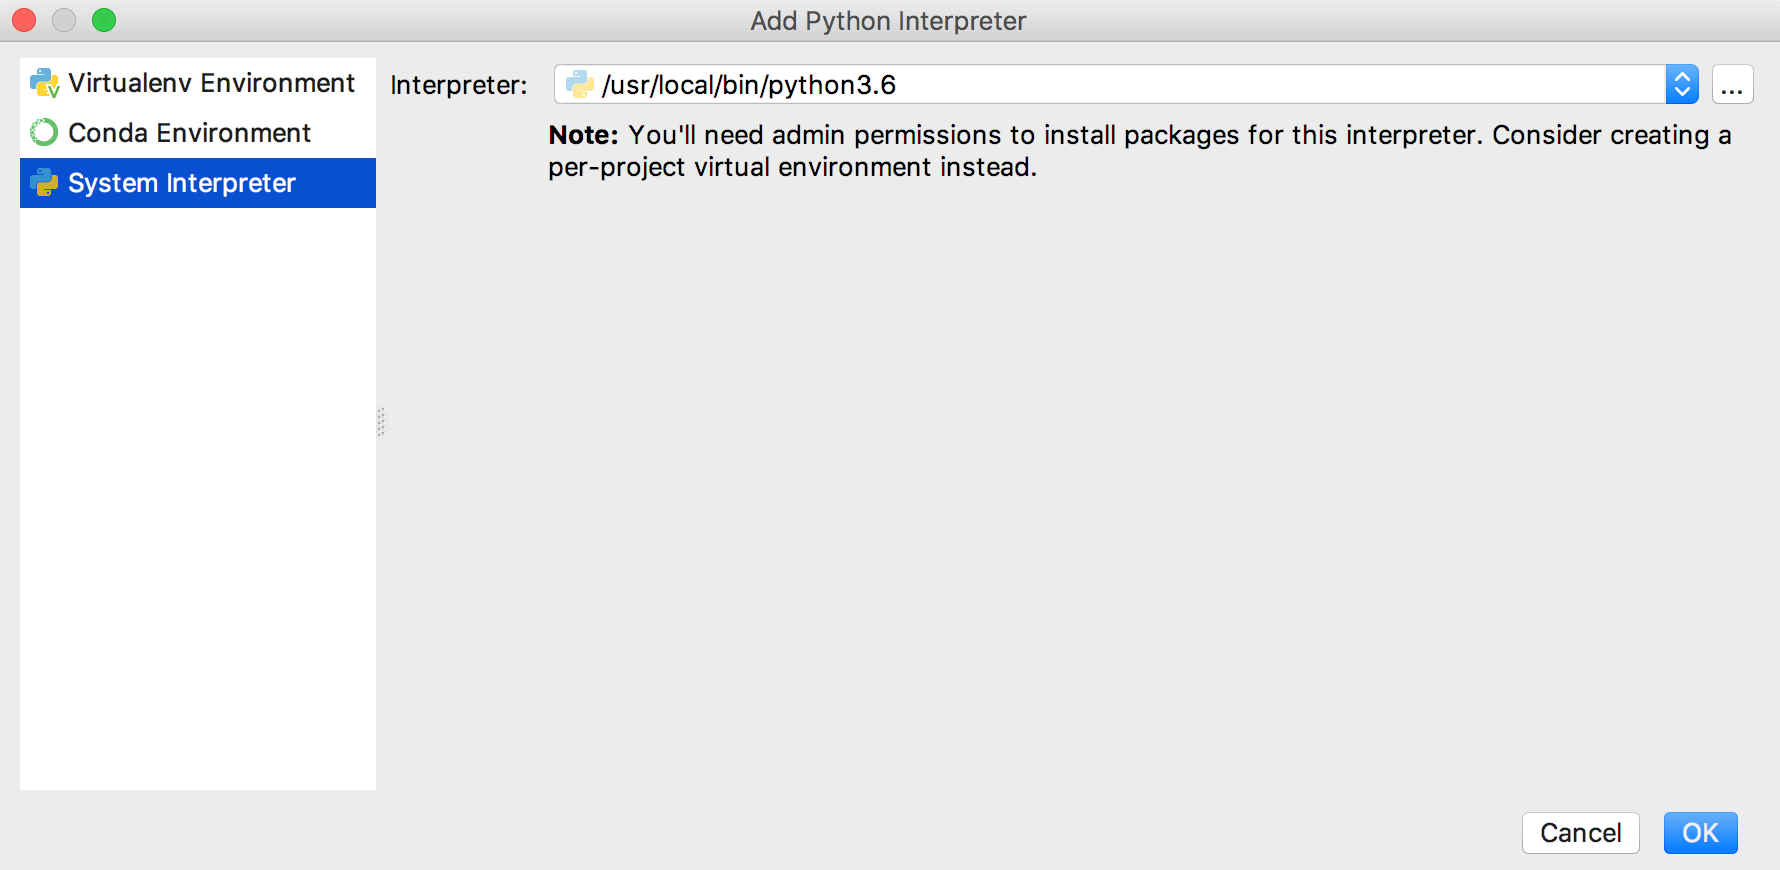 Add Python Interpreter
Virtualenv Environment
Conda Environment
System Interpreter
Interpreter: /usr/local/bin/python3.6 ...
Note: You'll need admin permissions to install packages for this interpreter. Consider creating a
per-project virtual environment instead.
Cancel OK